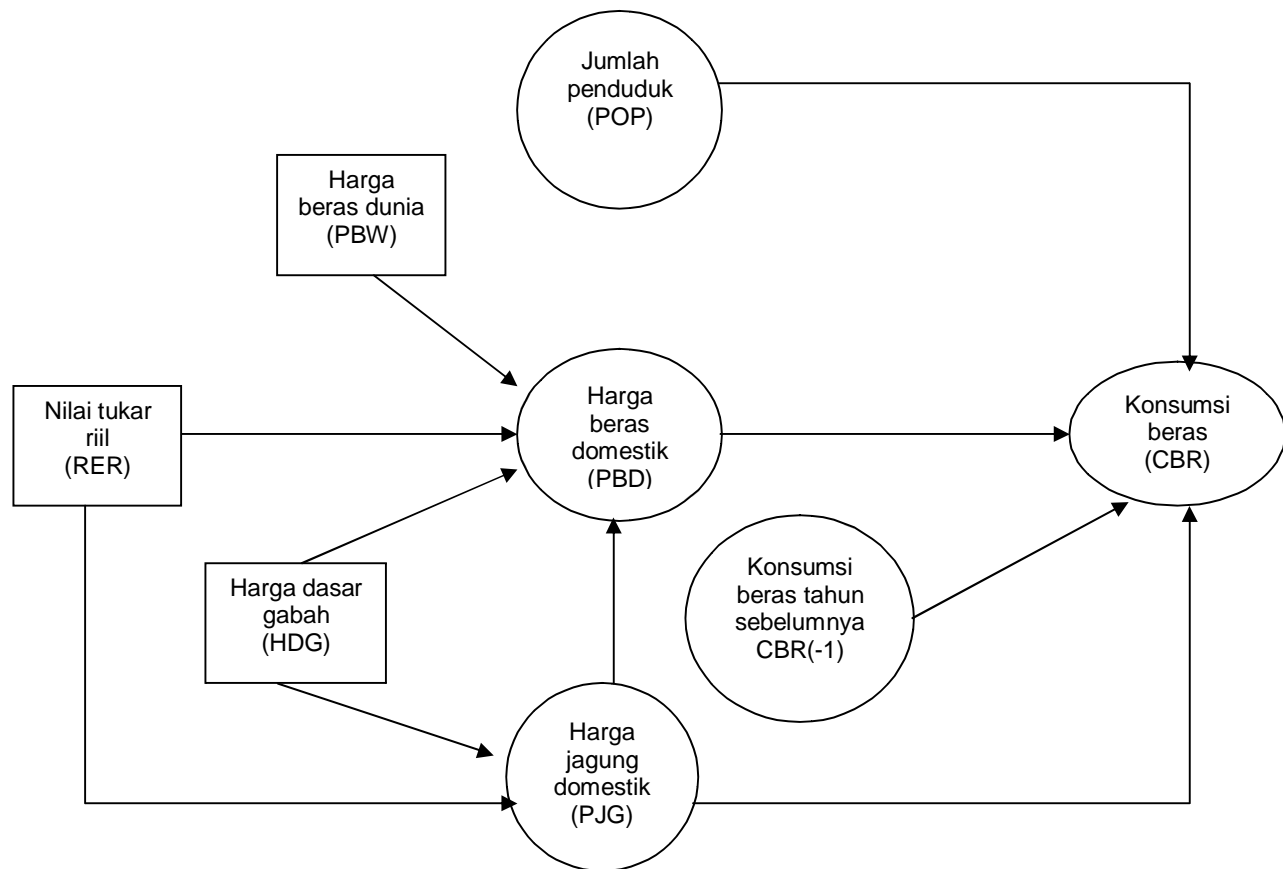 Jumlah
penduduk
(POP)
Harga
beras dunia
(PBW)
Nilai tukar
riil
(RER)
Harga
beras
domestik
(PBD)
Konsumsi
beras
(CBR)
Harga dasar
gabah
(HDG)
Konsumsi
beras tahun
sebelumnya
CBR(-1)
Harga
jagung
domestik
(PJG)